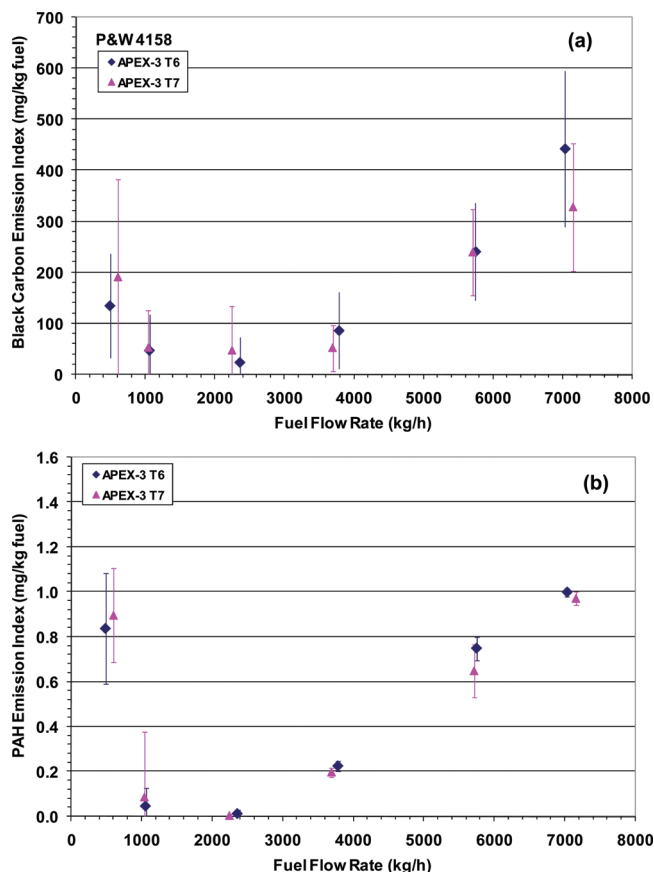 700
600
500
400
300
200
100
0
P&W 4158
APEX-3 T6
APEX-3 T7
(a)
Black Carbon Emission Index (mg/kg fuel)
0 1000 2000 3000 4000 5000 6000 7000 8000
Fuel Flow Rate (kg/h)
1.6
1.4
1.2
1.0
0.8
0.6
0.4
0.2
0.0
APEX-3 T6
APEX-3 T7
(b)
PAH Emission Index (mg/kg fuel)
0 1000 2000 3000 4000 5000 6000 7000 8000
Fuel Flow Rate (kg/h)